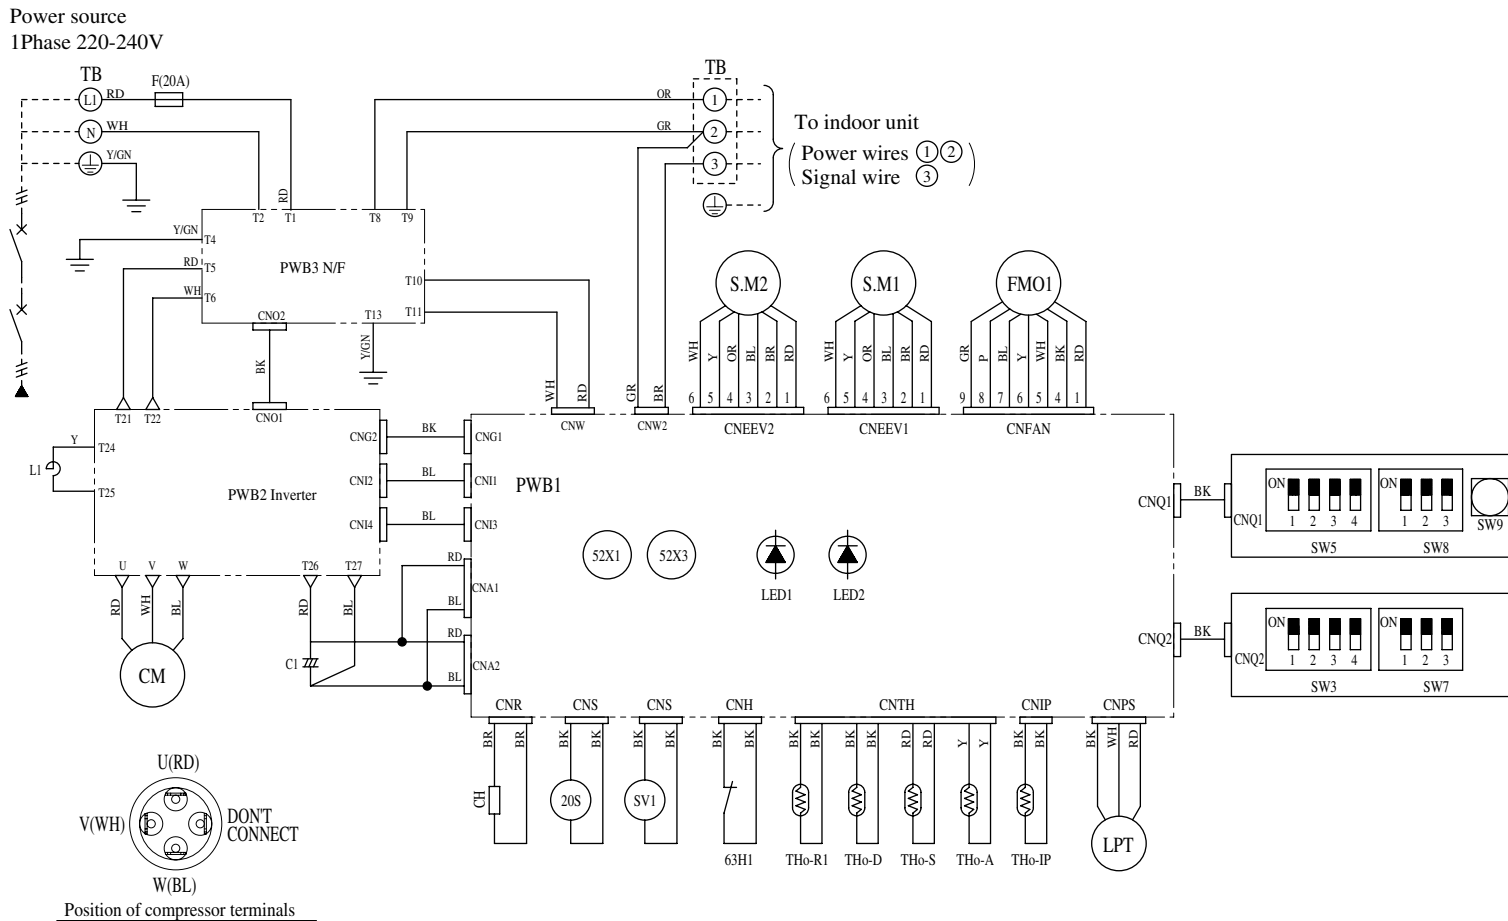 Power source
1Phase 220-240V
TB
F(20A)
L1 RD
N WH
Y/GN
RD
OR
GR
TB
1
2
3
To indoor unit
Power wires ①②
Signal wire ③
T2 T1 T8 T9
Y/GN T4
RD T5
WH T6
PWB3 N/F
T10
T11
CNO2
T13
Y/GN
BK
WH
RD
GR
BR
S.M2
WH Y OR BL BR RD
6 5 4 3 2 1
S.M1
WH Y OR BL BR RD
6 5 4 3 2 1
FMO1
GR P BL Y WH BK RD
9 8 7 6 5 4 1
T21 T22 CNO1
CNW CNW2 CNEEV2 CNEEV1 CNFAN
Y T24
L1
T25
PWB2 Inverter
CNG2 BK CNG1
CNI2 BL CNI1
CNI4 BL CNI3
PWB1
52X1 52X3
LED1 LED2
RD
CNA1
BL
RD
CNA2
BL
U V W T26 T27
RD WH BL RD BL
CM
C1
CNQ1 BK CNQ1
ON
1 2 3 4
SW5
ON
1 2 3
SW8
SW9
CNQ2 BK CNQ2
ON
1 2 3 4
SW3
ON
1 2 3
SW7
CNR CNS CNS CNH CNTH CNIP CNPS
BR BR BK BK BK BK BK BK BK BK BK BK RD RD Y Y BK BK BK WH RD
CH 20S SV1 LPT
63H1 THo-R1 THo-D THo-S THo-A THo-IP
U(RD)
V(WH)
DON'T
CONNECT
W(BL)
Position of compressor terminals